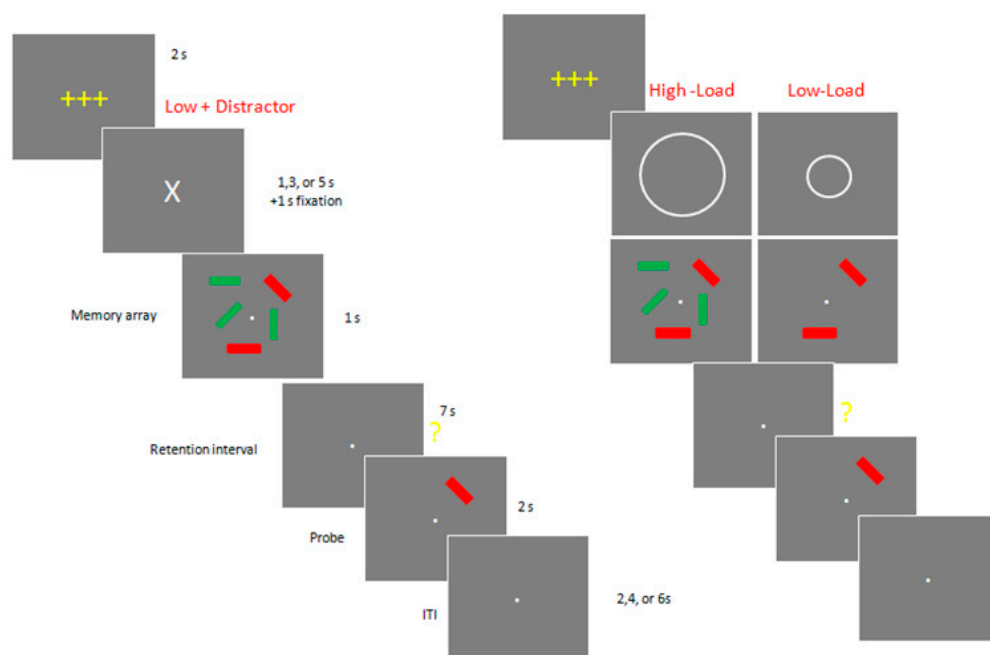 +++
2 s
Low + Distractor
X
1,3, or 5 s
+1 s fixation
Memory array
1 s
Retention interval
7 s
?
Probe
2 s
ITI
2,4, or 6s
+++
High -Load
Low-Load
?